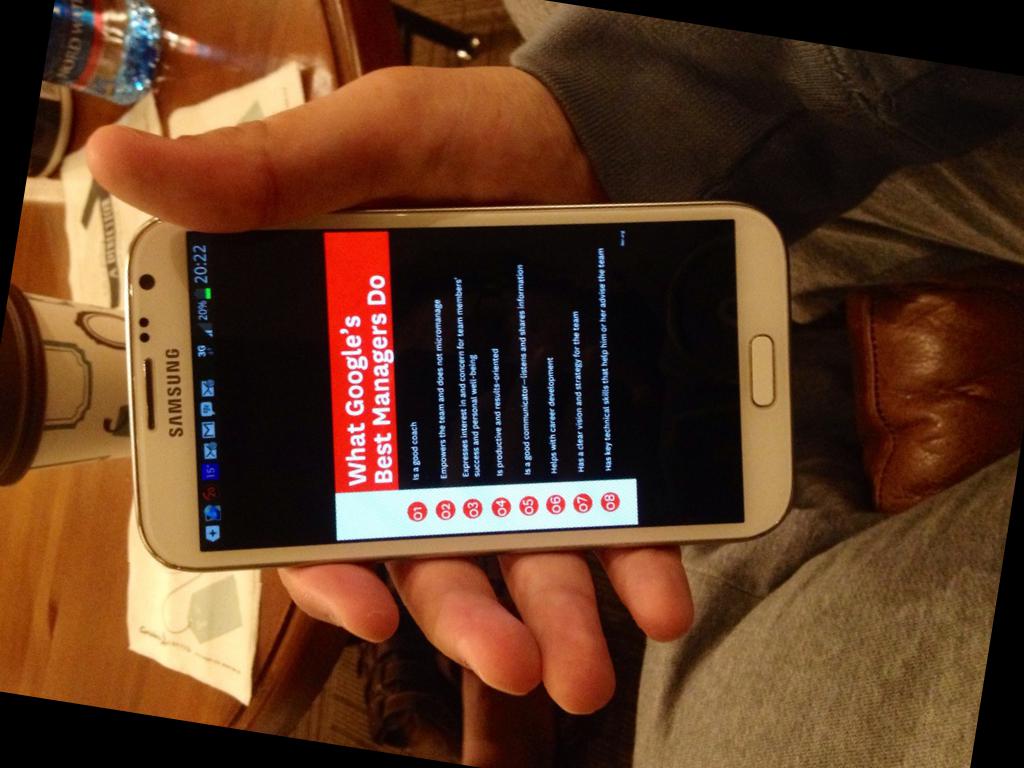 SAMSUNG
15°
3G 20% 20:22
What Google's
Best Managers Do
01 Is a good coach
02 Empowers the team and does not micromanage
03 Expresses interest in and concern for team members'
success and personal well-being
04 Is productive and results-oriented
05 Is a good communicator—listens and shares information
06 Helps with career development
07 Has a clear vision and strategy for the team
08 Has key technical skills that help him or her advise the team